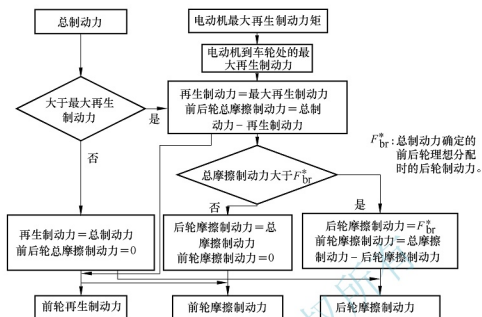 总制动力
电动机最大再生制动力矩
电动机到车轮处的最
大再生制动力
大于最大再生
制动力
是
再生制动力=最大再生制动力
前后轮总摩擦制动力=总制
动力-再生制动力
F*br:总制动力确定的
前后轮理想分配
时的后轮制动力。
否
总摩擦制动力大于F*br
否
是
再生制动力=总制动力
前后轮总摩擦制动力=0
后轮摩擦制动力=总
摩擦制动力
前轮摩擦制动力=0
后轮摩擦制动力=F*br
前轮摩擦制动力=总摩擦
制动力-后轮摩擦制动力
前轮再生制动力
前轮摩擦制动力
后轮摩擦制动力
权所有